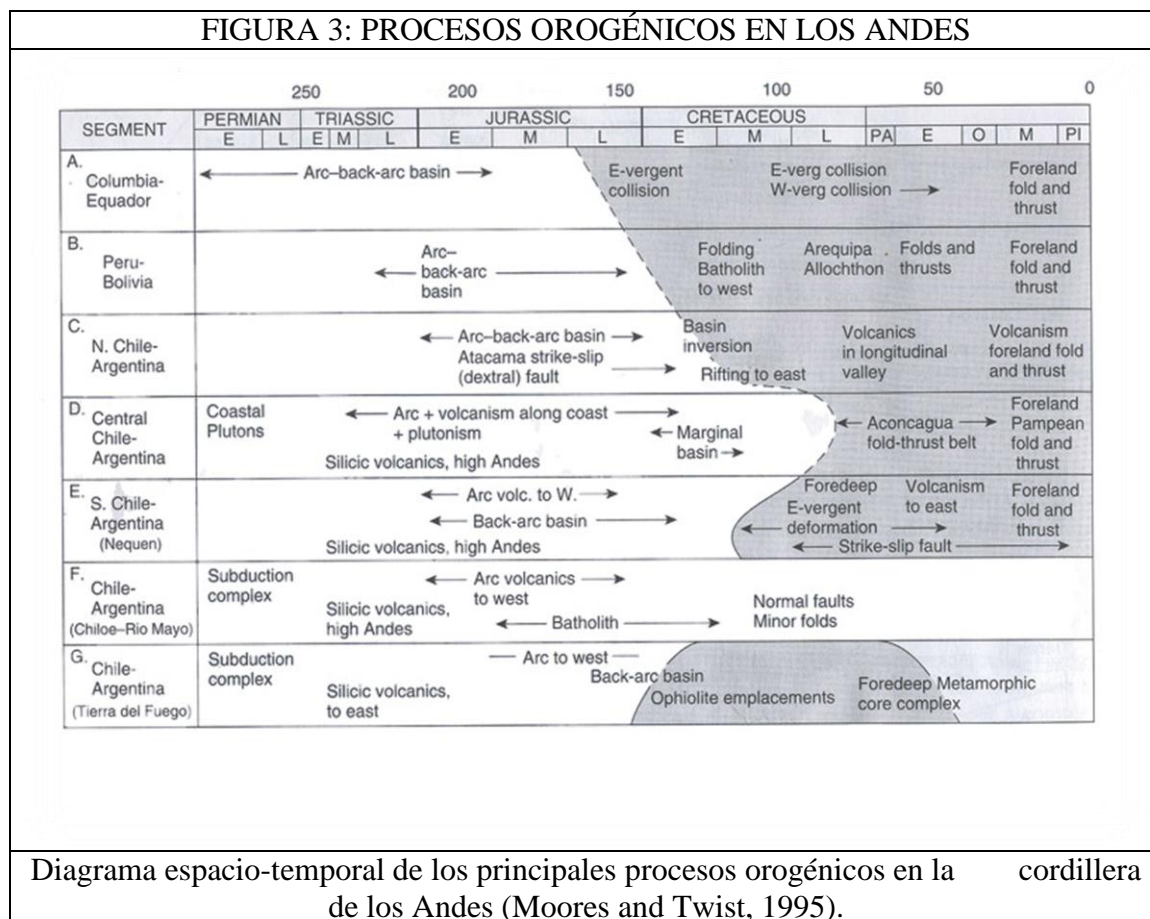 FIGURA 3: PROCESOS OROGÉNICOS EN LOS ANDES
250 200 150 100 50 0
SEGMENT PERMIAN TRIASSIC JURASSIC CRETACEOUS
E L E M L E M L E M L PA E O M PI
A. Columbia-
Equador
Arc–back-arc basin
E-vergent
collision
E-verg collision
W-verg collision
Foreland
fold and
thrust
B. Peru-
Bolivia
Arc–
back-arc
basin
Folding
Batholith
to west
Arequipa
Allochthon
Folds and
thrusts
Foreland
fold and
thrust
C. N. Chile-
Argentina
Arc–back-arc basin
Atacama strike-slip
(dextral) fault
Basin
inversion
Rifting to east
Volcanics
in longitudinal
valley
Volcanism
foreland fold
and thrust
D. Central
Chile-
Argentina
Coastal
Plutons
Arc + volcanism along coast
+ plutonism
Silicic volcanics, high Andes
Marginal
basin
Aconcagua
fold-thrust belt
Foreland
Pampean
fold and
thrust
E. S. Chile-
Argentina
(Nequen)
Arc volc. to W.
Back-arc basin
Silicic volcanics, high Andes
Foredeep
E-vergent
deformation
Volcanism
to east
Strike-slip fault
Foreland
fold and
thrust
F. Chile-
Argentina
(Chiloe–Rio Mayo)
Subduction
complex
Silicic volcanics,
high Andes
Arc volcanics
to west
Batholith
Normal faults
Minor folds
G. Chile-
Argentina
(Tierra del Fuego)
Subduction
complex
Silicic volcanics,
to east
Arc to west
Back-arc basin
Ophiolite emplacements
Foredeep Metamorphic
core complex
Diagrama espacio-temporal de los principales procesos orogénicos en la cordillera
de los Andes (Moores and Twist, 1995).